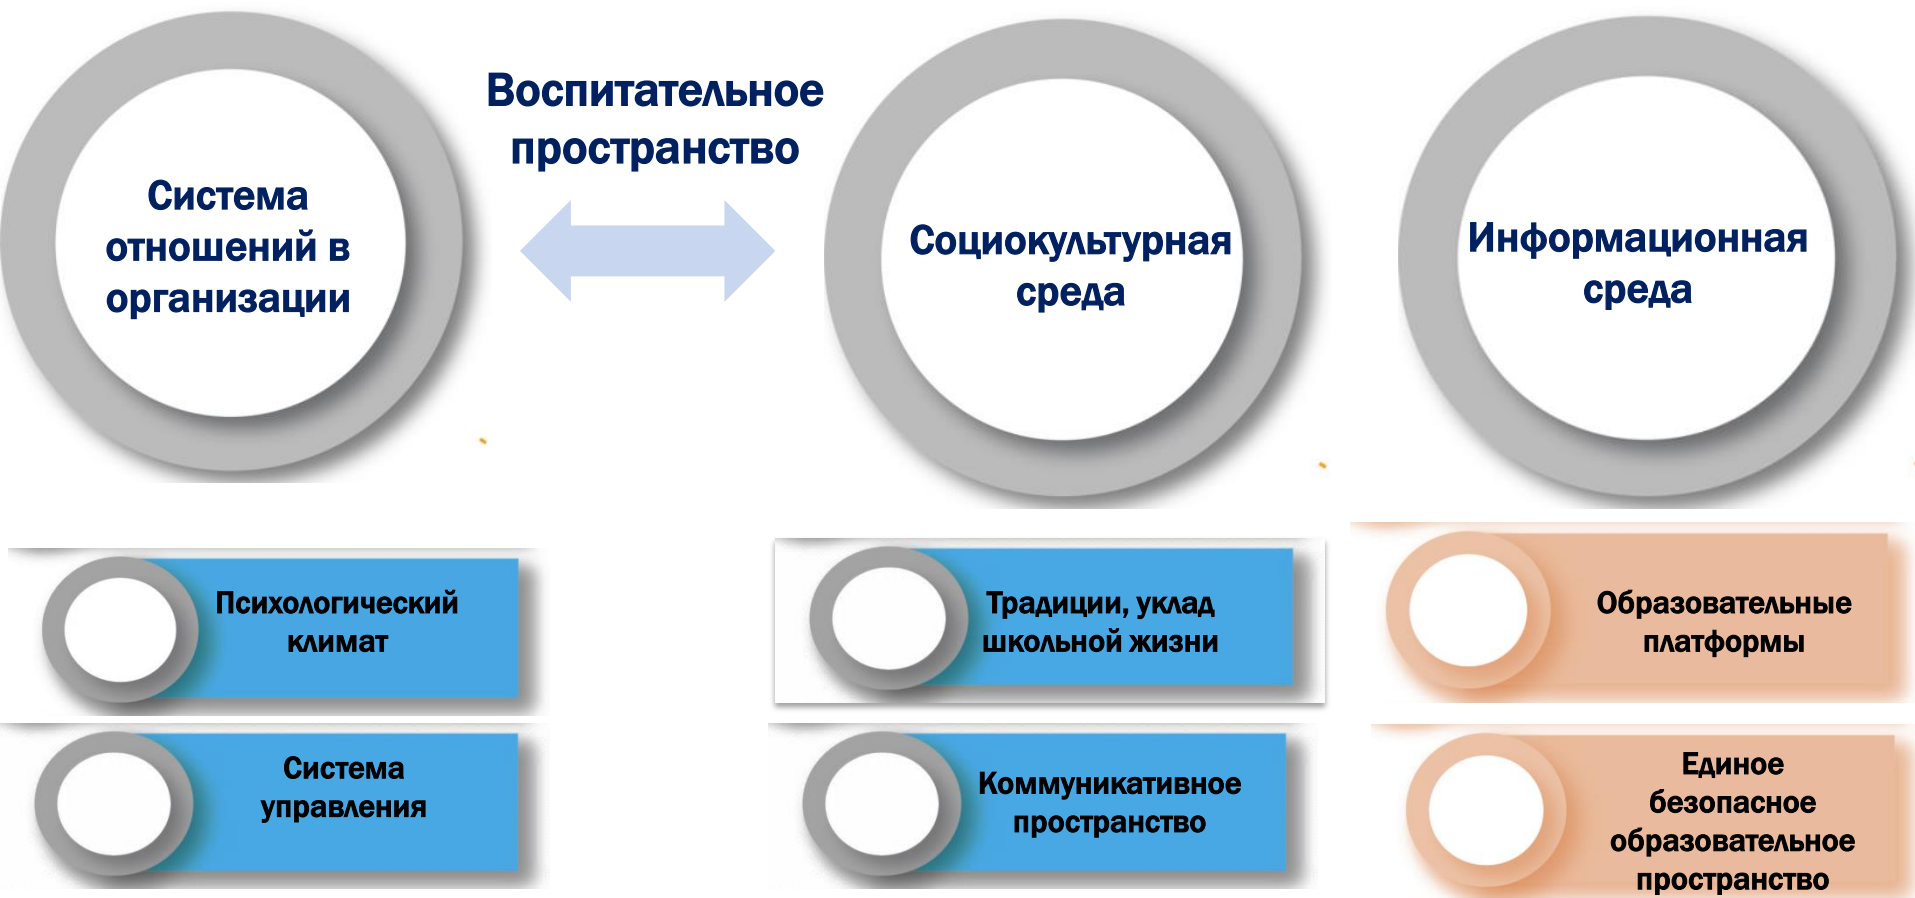 Воспитательное
пространство
Система
отношений в
организации
Социокультурная
среда
Информационная
среда
Психологический
климат
Традиции, уклад
школьной жизни
Образовательные
платформы
Система
управления
Коммуникативное
пространство
Единое
безопасное
образовательное
пространство